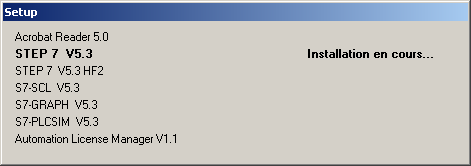 Setup
Acrobat Reader 5.0
STEP 7 V5.3 Installation en cours...
STEP 7 V5.3 HF2
S7-SCL V5.3
S7-GRAPH V5.3
S7-PLCSIM V5.3
Automation License Manager V1.1